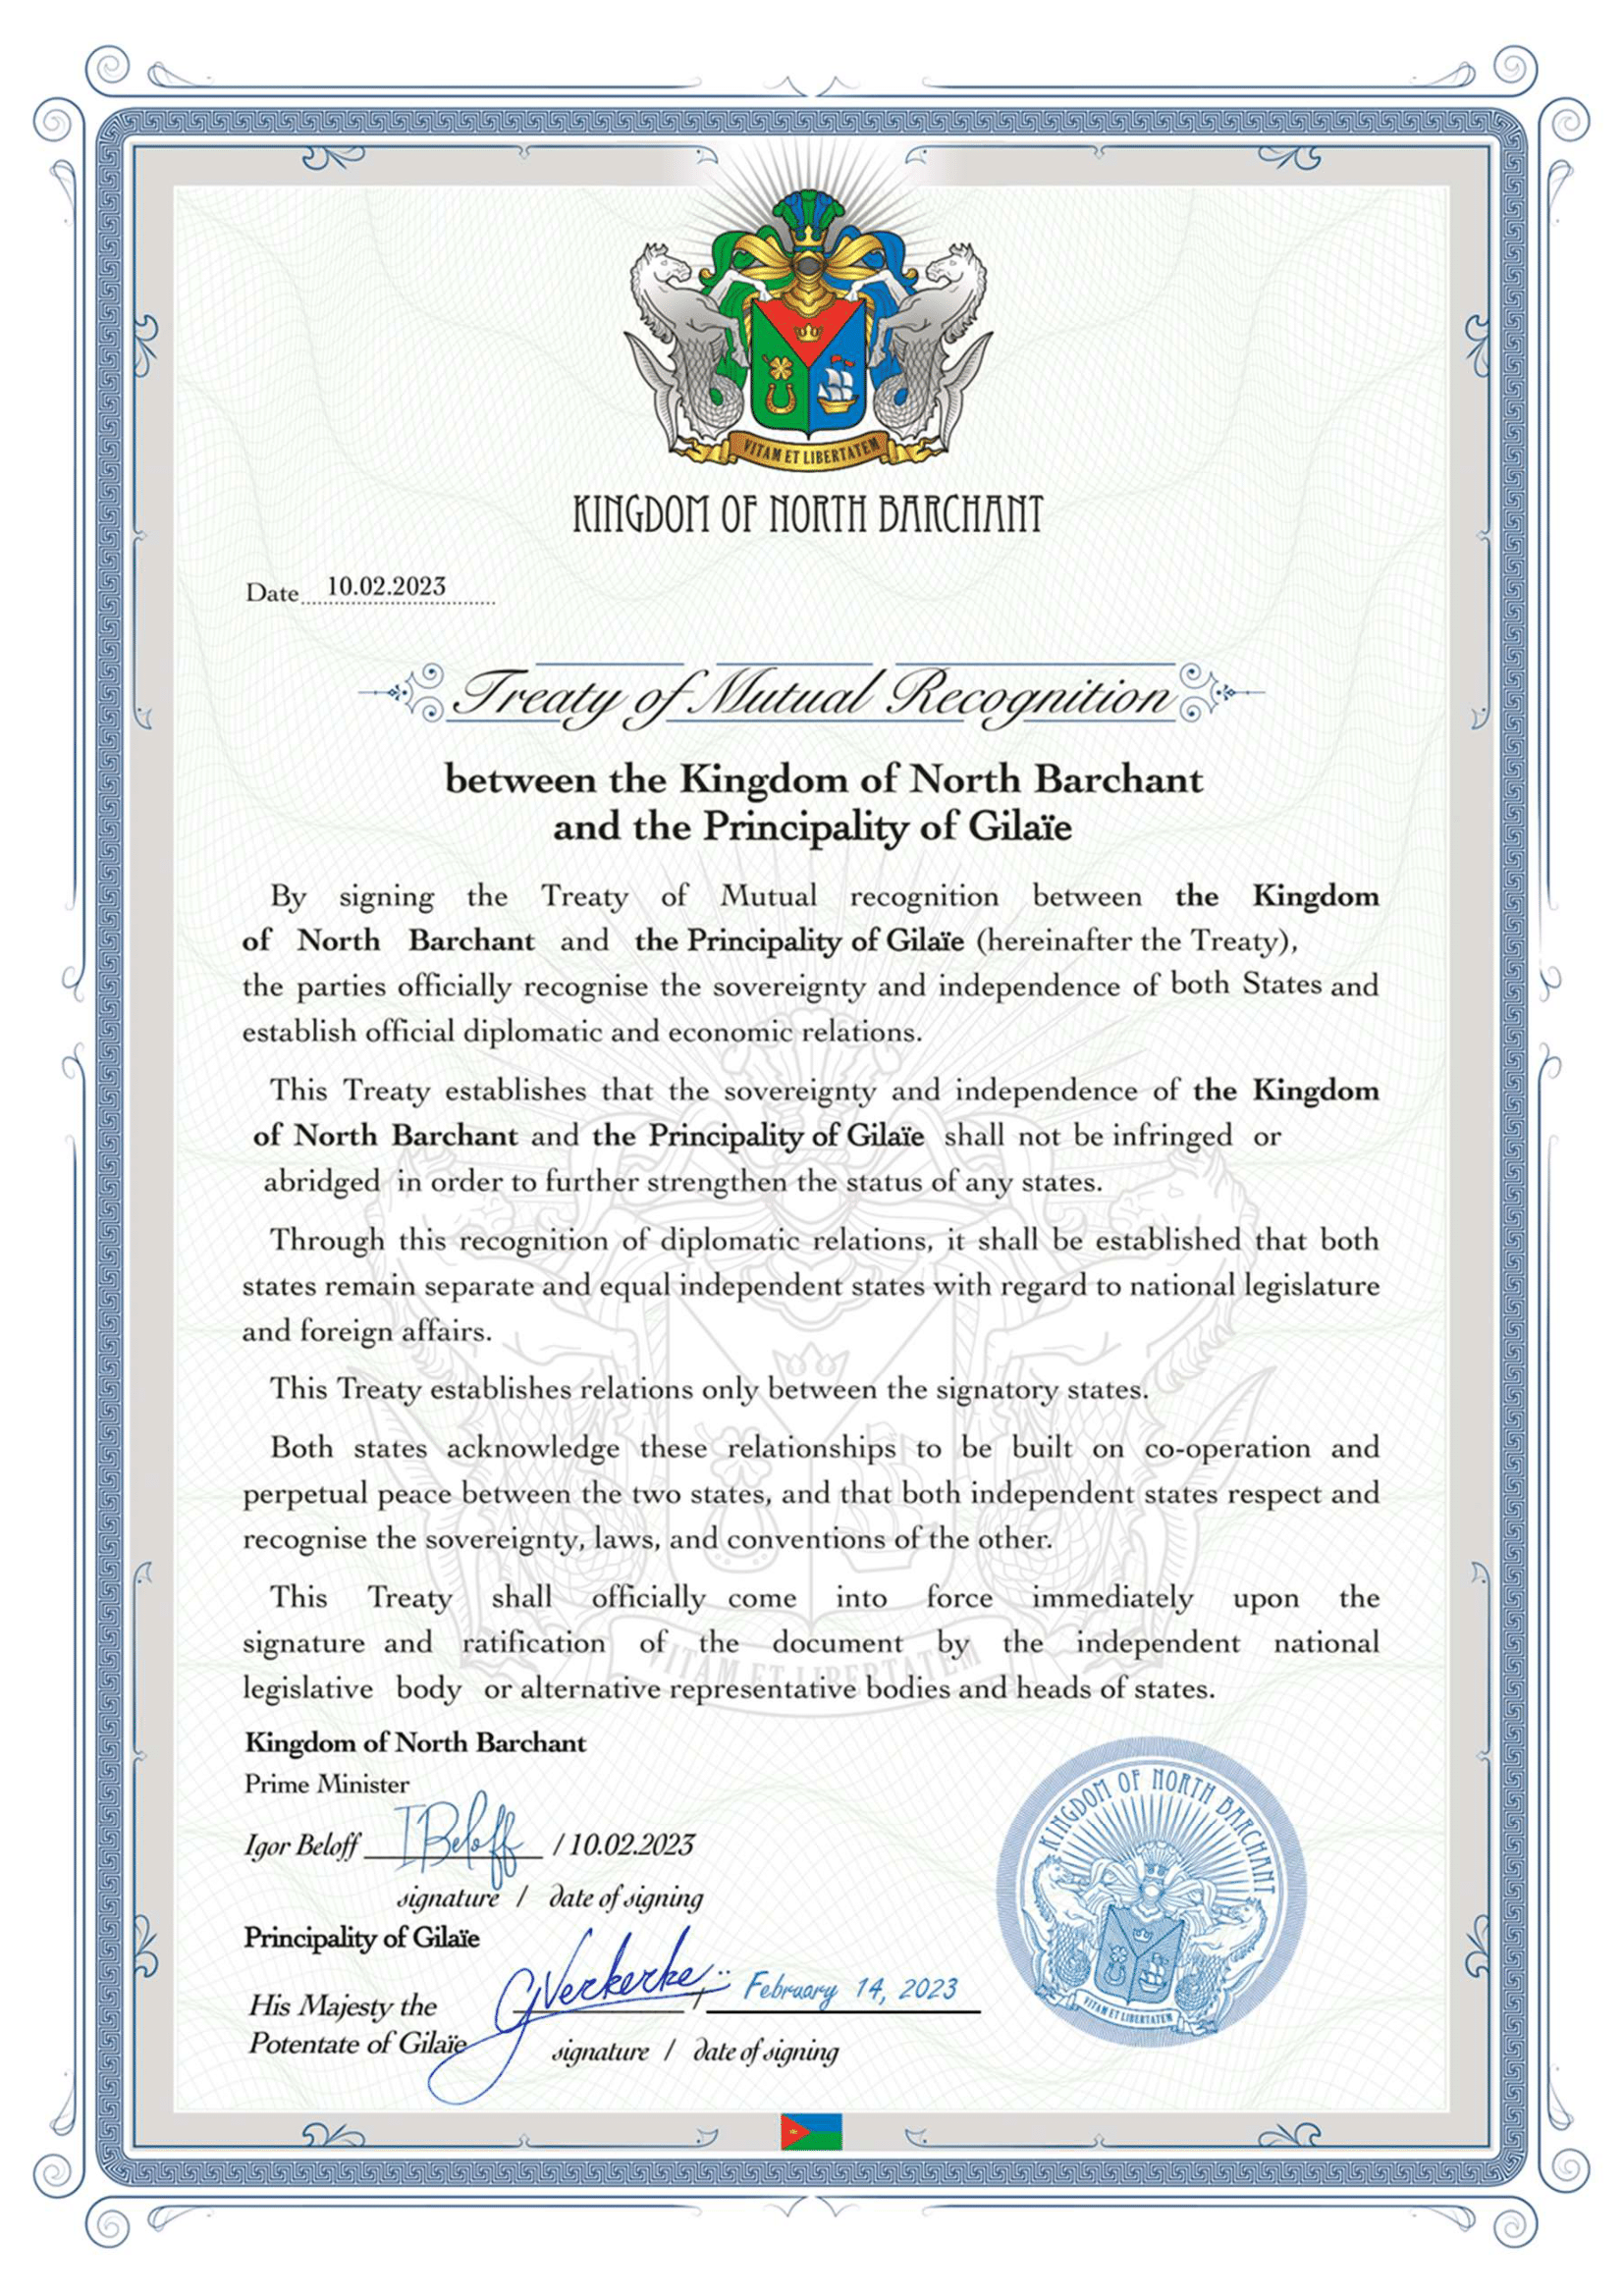 VITAM ET LIBERTATEM
KINGDOM OF NORTH BARCHANT
Date 10.02.2023
Treaty of Mutual Recognition
between the Kingdom of North Barchant
and the Principality of Gilaïe
By signing the Treaty of Mutual recognition between the Kingdom
of North Barchant and the Principality of Gilaïe (hereinafter the Treaty),
the parties officially recognise the sovereignty and independence of both States and
establish official diplomatic and economic relations.
This Treaty establishes that the sovereignty and independence of the Kingdom
of North Barchant and the Principality of Gilaïe shall not be infringed or
abridged in order to further strengthen the status of any states.
Through this recognition of diplomatic relations, it shall be established that both
states remain separate and equal independent states with regard to national legislature
and foreign affairs.
This Treaty establishes relations only between the signatory states.
Both states acknowledge these relationships to be built on co-operation and
perpetual peace between the two states, and that both independent states respect and
recognise the sovereignty, laws, and conventions of the other.
This Treaty shall officially come into force immediately upon the
signature and ratification of the document by the independent national
legislative body or alternative representative bodies and heads of states.
VITAM ET LIBERTATEM
Kingdom of North Barchant
Prime Minister
Igor Beloff I Beloff / 10.02.2023
signature / date of signing
Principality of Gilaïe
His Majesty the
Potentate of Gilaïe
GVerkerke / February 14, 2023
signature / date of signing
KINGDOM OF NORTH BARCHANT
VITAM ET LIBERTATEM